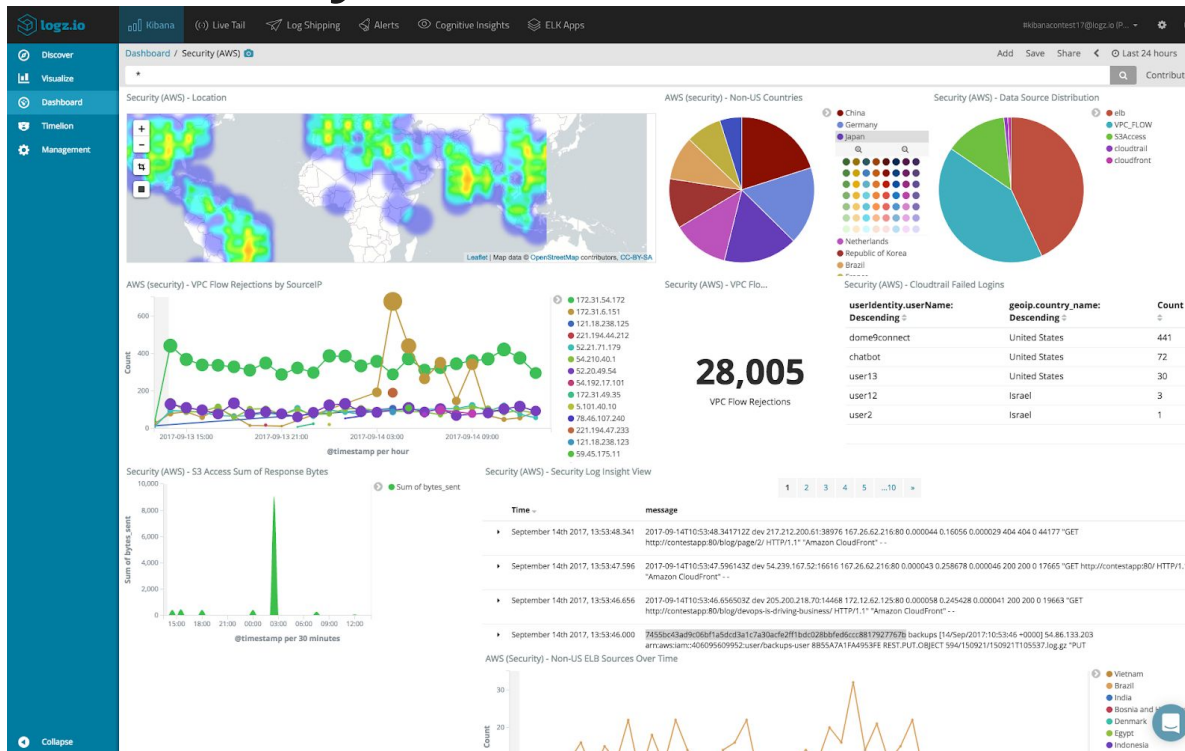 logz.io
Kibana
Live Tail
Log Shipping
Alerts
Cognitive Insights
ELK Apps
#kibanacontest17@logz.io (P...
Discover
Visualize
Dashboard
Timelion
Management
Collapse
Dashboard / Security (AWS)
Add Save Share Last 24 hours
*
Contribut
Security (AWS) - Location
+
−
Leaflet | Map data © OpenStreetMap contributors, CC-BY-SA
AWS (security) - Non-US Countries
China
Germany
Japan
Netherlands
Republic of Korea
Brazil
Security (AWS) - Data Source Distribution
elb
VPC_FLOW
S3Access
cloudtrail
cloudfront
AWS (security) - VPC Flow Rejections by SourceIP
Count
600
400
200
0
2017-09-13 15:00
2017-09-13 21:00
2017-09-14 03:00
2017-09-14 09:00
@timestamp per hour
172.31.54.172
172.31.6.151
121.18.238.125
221.194.44.212
52.21.71.179
54.210.40.1
52.20.49.54
54.192.17.101
172.31.49.35
5.101.40.10
78.46.107.240
221.194.47.233
121.18.238.123
59.45.175.11
Security (AWS) - VPC Flo...
28,005
VPC Flow Rejections
Security (AWS) - Cloudtrail Failed Logins
userIdentity.userName: Descending geoip.country_name: Descending Count
dome9connect United States 441
chatbot United States 72
user13 United States 30
user12 Israel 3
user2 Israel 1
Security (AWS) - S3 Access Sum of Response Bytes
Sum of bytes_sent
10,000
8,000
6,000
4,000
2,000
0
15:00 18:00 21:00 00:00 03:00 06:00 09:00 12:00
@timestamp per 30 minutes
Sum of bytes_sent
Security (AWS) - Security Log Insight View
1 2 3 4 5 ...10 »
Time message
September 14th 2017, 13:53:48.341 2017-09-14T10:53:48.341712Z dev 217.212.200.61:38976 167.26.62.216:80 0.000044 0.16056 0.000029 404 404 0 44177 "GET
http://contestapp:80/blog/page/2/ HTTP/1.1" "Amazon CloudFront" - -
September 14th 2017, 13:53:47.596 2017-09-14T10:53:47.596143Z dev 54.239.167.52:16616 167.26.62.216:80 0.000043 0.258678 0.000046 200 200 0 17665 "GET http://contestapp:80/ HTTP/1.
"Amazon CloudFront" - -
September 14th 2017, 13:53:46.656 2017-09-14T10:53:46.656503Z dev 205.200.218.70:14468 172.12.62.125:80 0.000058 0.245428 0.000041 200 200 0 19663 "GET
http://contestapp:80/blog/devops-is-driving-business/ HTTP/1.1" "Amazon CloudFront" - -
September 14th 2017, 13:53:46.000 7455bc43ad9c06bf1a5dcd3a1c7a30acfe2ff1bdc028bbfed6ccc8817927767b backups [14/Sep/2017:10:53:46 +0000] 54.86.133.203
arn:aws:iam::406095609952:user/backups-user 8B55A7A1FA4953FE REST.PUT.OBJECT 594/150921/150921T105537.log.gz "PUT
AWS (Security) - Non-US ELB Sources Over Time
Count
30
20
Vietnam
Brazil
India
Bosnia and
Denmark
Egypt
Indonesia